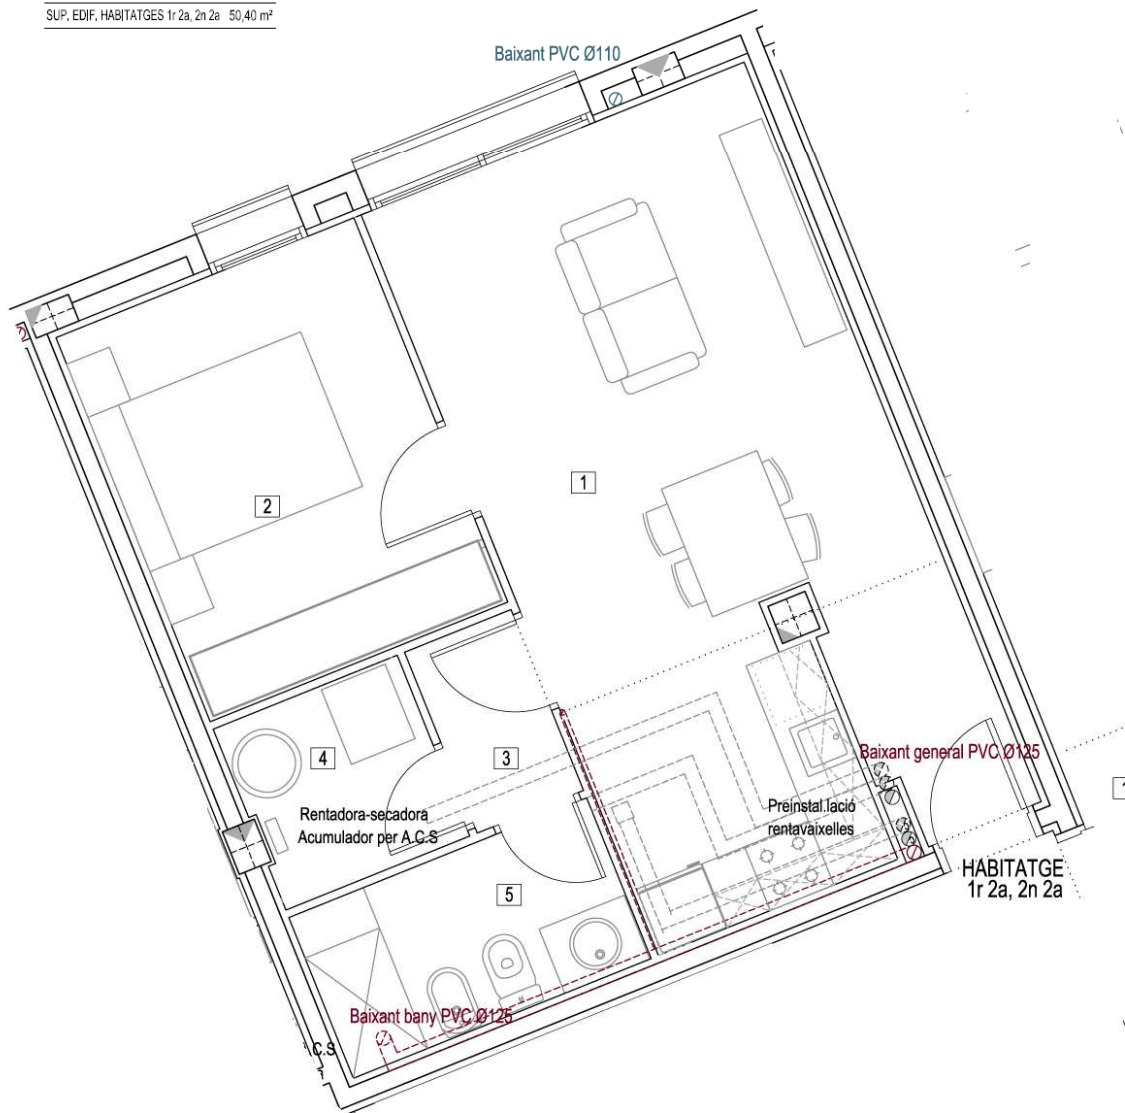 SUP. EDIF. HABITATGES 1r 2a, 2n 2a 50,40 m²
Baixant PVC Ø110
1
2
3
Baixant general PVC Ø125
4
Rentadora-secadora
Acumulador per A.C.S
Preinstal.lació
rentavaixelles
HABITATGE
1r 2a, 2n 2a
5
Baixant bany PVC Ø125
C.S